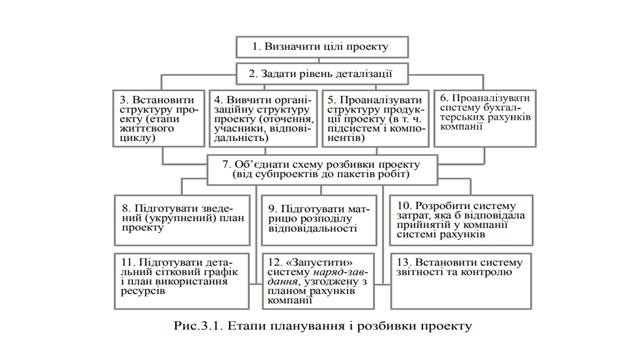 1. Визначити цілі проекту
2. Задати рівень деталізації
3. Встановити
структуру про-
екту (етапи
життєвого
циклу)
4. Вивчити органі-
заційну структуру
проекту (оточення,
учасники, відпові-
дальність)
5. Проаналізувати
структуру продук-
ції проекту (в т. ч.
підсистем і компо-
нентів)
6. Проаналізувати
систему бухгал-
терських рахунків
компанії
7. Об’єднати схему розбивки проекту
(від субпроектів до пакетів робіт)
8. Підготувати зведе-
ний (укрупнений) план
проекту
9. Підготувати мат-
рицю розподілу
відповідальності
10. Розробити систему
затрат, яка б відповідала
прийнятій у компанії
системі рахунків
11. Підготувати дета-
льний сітковий графік
і план використання
ресурсів
12. «Запустити»
систему наряд-зав-
дання, узгоджену з
планом рахунків
компанії
13. Встановити систему
звітності та контролю
Рис.3.1. Етапи планування і розбивки проекту